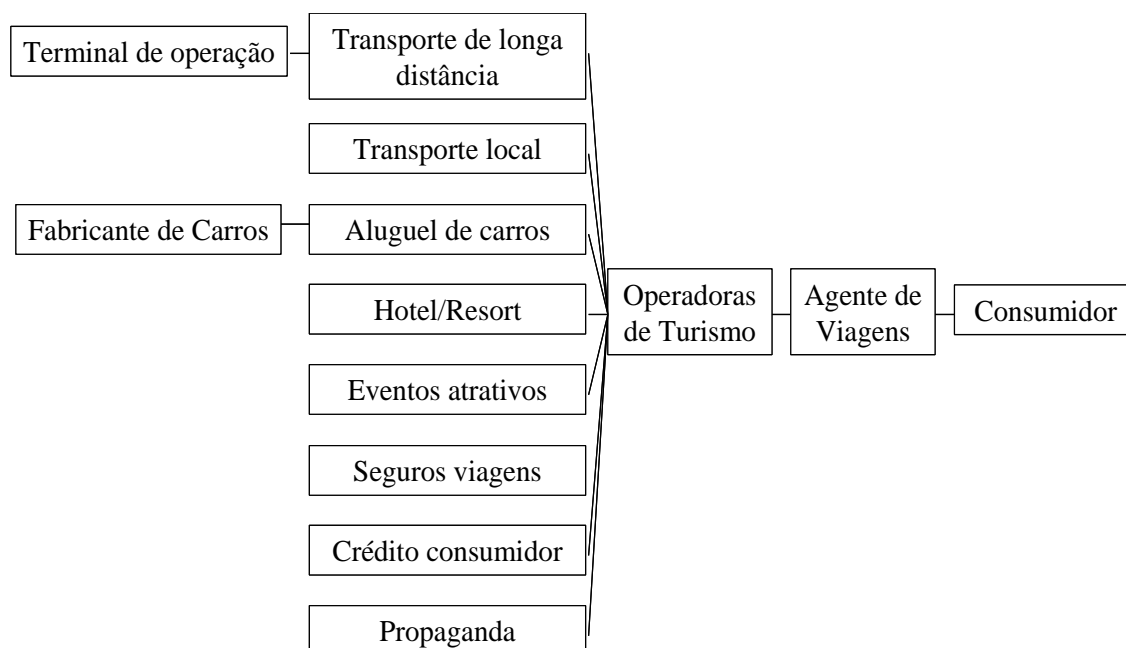 Terminal de operação
Transporte de longa
distância
Transporte local
Fabricante de Carros
Aluguel de carros
Hotel/Resort
Eventos atrativos
Seguros viagens
Crédito consumidor
Propaganda
Operadoras
de Turismo
Agente de
Viagens
Consumidor